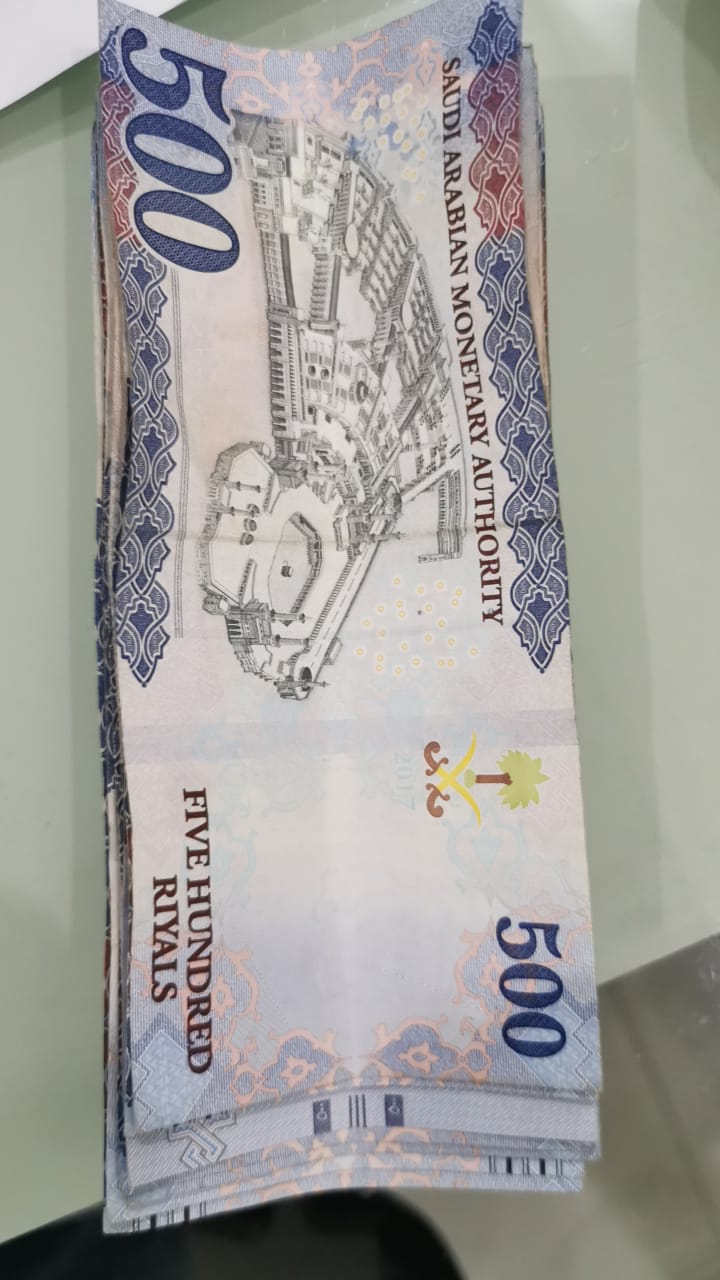 500
SAUDI ARABIAN MONETARY AUTHORITY
2017
500
FIVE HUNDRED
RIYALS